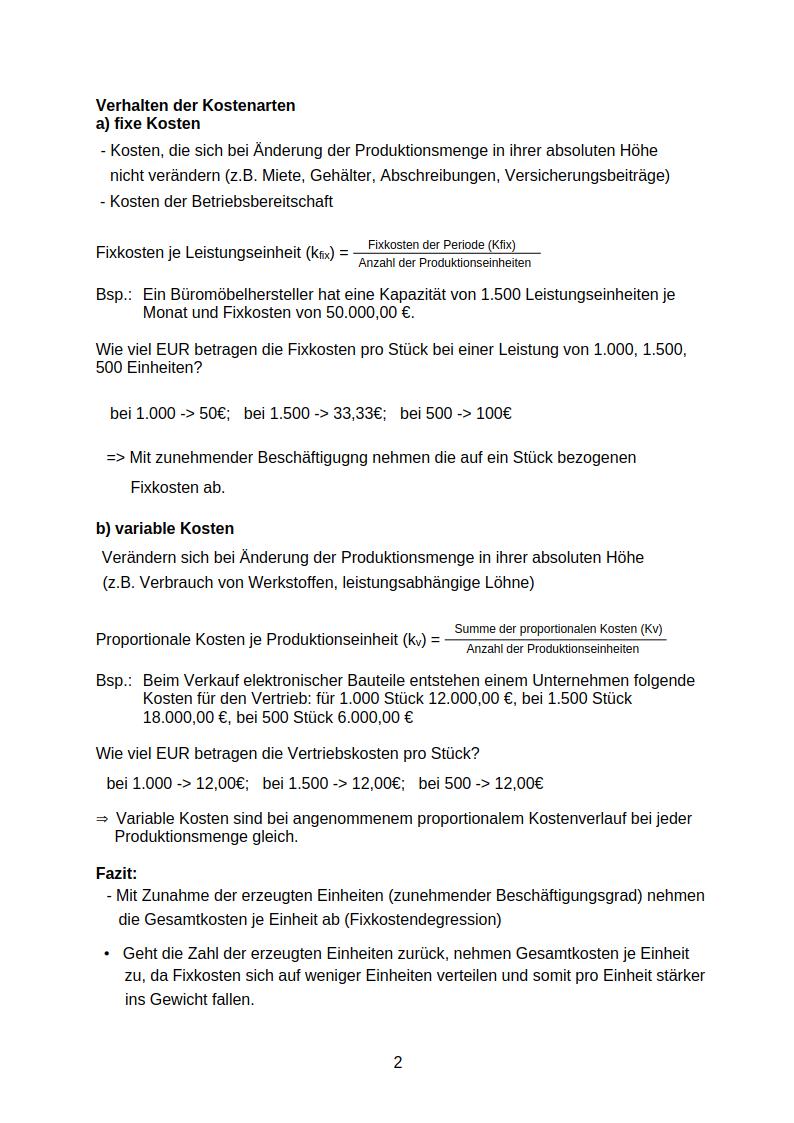 Verhalten der Kostenarten
a) fixe Kosten
- Kosten, die sich bei Änderung der Produktionsmenge in ihrer absoluten Höhe
nicht verändern (z.B. Miete, Gehälter, Abschreibungen, Versicherungsbeiträge)
- Kosten der Betriebsbereitschaft
Fixkosten je Leistungseinheit (kfix) = Fixkosten der Periode (Kfix)
Anzahl der Produktionseinheiten
Bsp.: Ein Büromöbelhersteller hat eine Kapazität von 1.500 Leistungseinheiten je
Monat und Fixkosten von 50.000,00 €.
Wie viel EUR betragen die Fixkosten pro Stück bei einer Leistung von 1.000, 1.500,
500 Einheiten?
bei 1.000 -> 50€; bei 1.500 -> 33,33€; bei 500 -> 100€
=> Mit zunehmender Beschäftigugng nehmen die auf ein Stück bezogenen
Fixkosten ab.
b) variable Kosten
Verändern sich bei Änderung der Produktionsmenge in ihrer absoluten Höhe
(z.B. Verbrauch von Werkstoffen, leistungsabhängige Löhne)
Proportionale Kosten je Produktionseinheit (kv) = Summe der proportionalen Kosten (Kv)
Anzahl der Produktionseinheiten
Bsp.: Beim Verkauf elektronischer Bauteile entstehen einem Unternehmen folgende
Kosten für den Vertrieb: für 1.000 Stück 12.000,00 €, bei 1.500 Stück
18.000,00 €, bei 500 Stück 6.000,00 €
Wie viel EUR betragen die Vertriebskosten pro Stück?
bei 1.000 -> 12,00€; bei 1.500 -> 12,00€; bei 500 -> 12,00€
⇒ Variable Kosten sind bei angenommenem proportionalem Kostenverlauf bei jeder
Produktionsmenge gleich.
Fazit:
- Mit Zunahme der erzeugten Einheiten (zunehmender Beschäftigungsgrad) nehmen
die Gesamtkosten je Einheit ab (Fixkostendegression)
• Geht die Zahl der erzeugten Einheiten zurück, nehmen Gesamtkosten je Einheit
zu, da Fixkosten sich auf weniger Einheiten verteilen und somit pro Einheit stärker
ins Gewicht fallen.
2